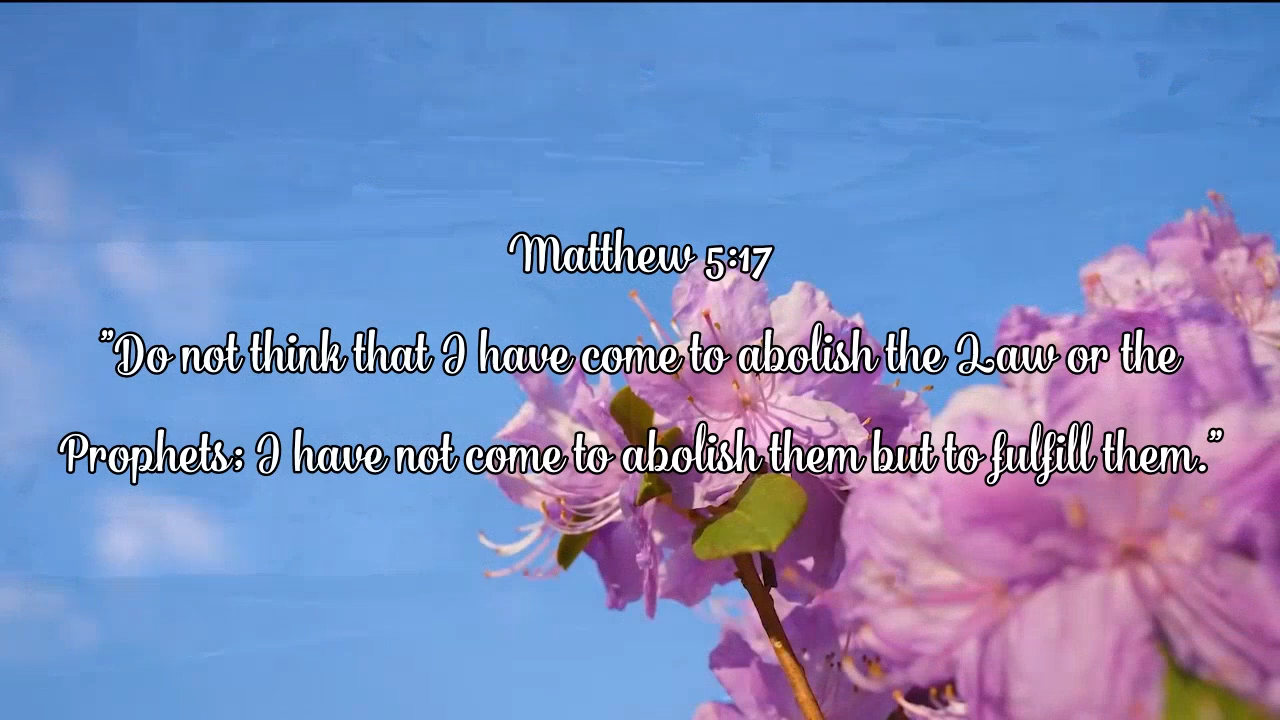 Matthew 5:17
"Do not think that I have come to abolish the Law or the
Prophets; I have not come to abolish them but to fulfill them."